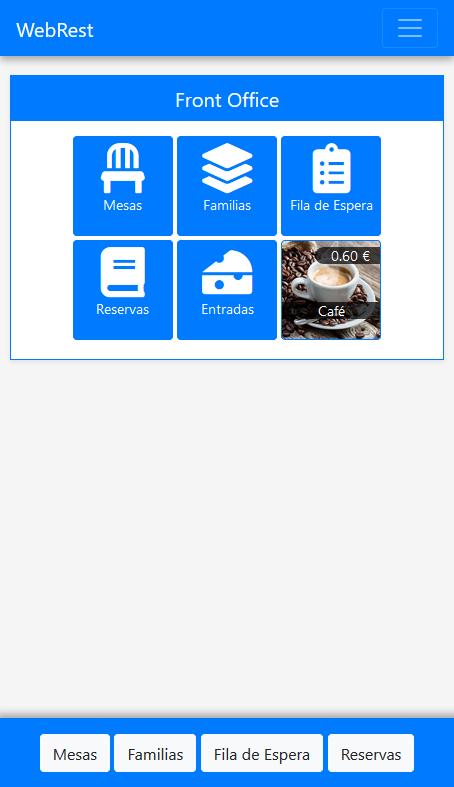 WebRest
Front Office
Mesas
Familias
Fila de Espera
Reservas
Entradas
0.60 €
Café
Mesas
Familias
Fila de Espera
Reservas